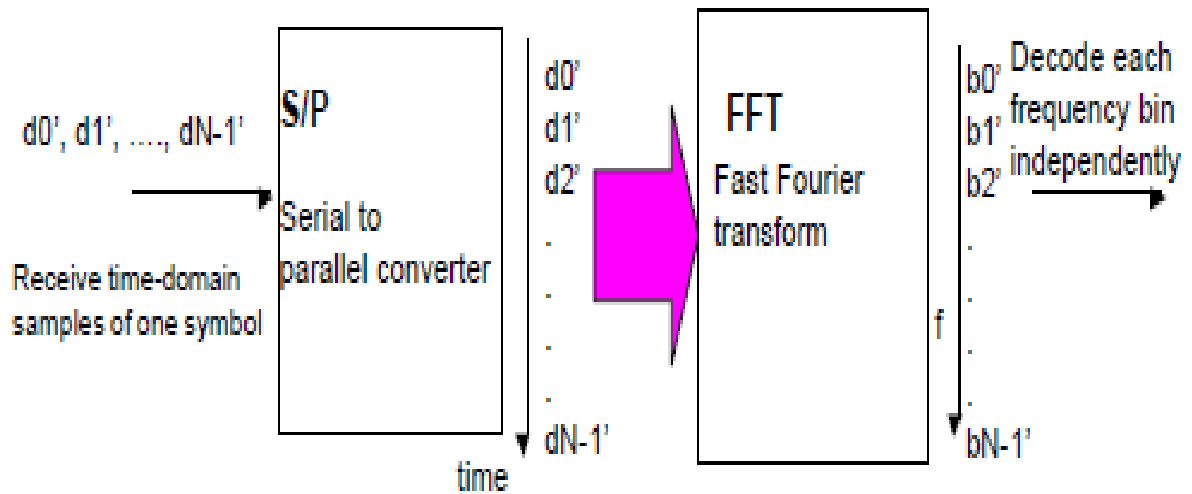 d0', d1', ...., dN-1'
Receive time-domain
samples of one symbol
S/P
Serial to
parallel converter
d0'
d1'
d2'
.
.
.
.
dN-1'
time
FFT
Fast Fourier
transform
f
b0'
b1'
b2'
.
.
.
.
bN-1'
Decode each
frequency bin
independently